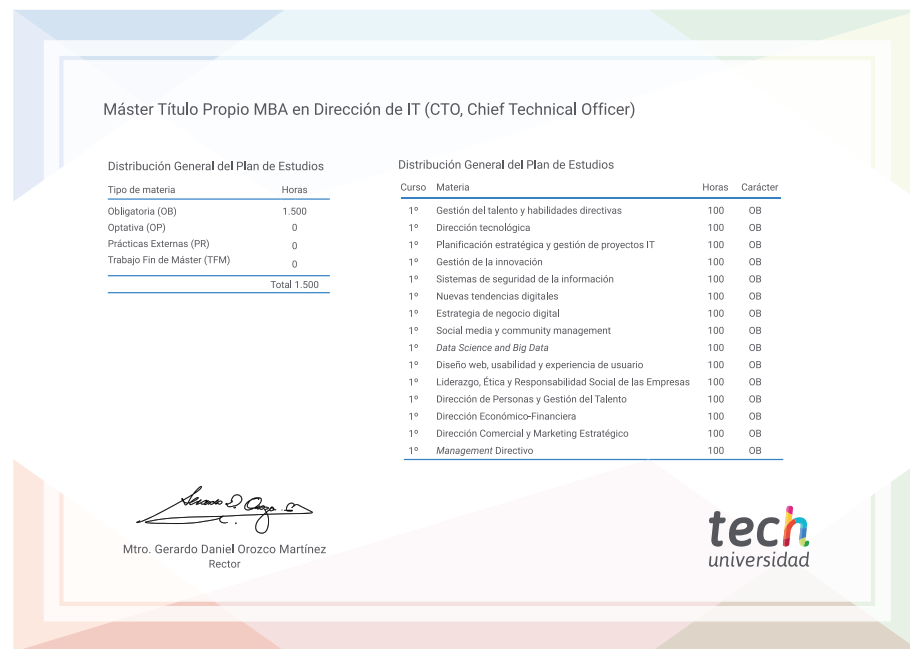 Máster Título Propio MBA en Dirección de IT (CTO, Chief Technical Officer)
Distribución General del Plan de Estudios
Tipo de materia Horas
Obligatoria (OB) 1.500
Optativa (OP) 0
Prácticas Externas (PR) 0
Trabajo Fin de Máster (TFM) 0
Total 1.500
Distribución General del Plan de Estudios
Curso Materia Horas Carácter
1º Gestión del talento y habilidades directivas 100 OB
1º Dirección tecnológica 100 OB
1º Planificación estratégica y gestión de proyectos IT 100 OB
1º Gestión de la innovación 100 OB
1º Sistemas de seguridad de la información 100 OB
1º Nuevas tendencias digitales 100 OB
1º Estrategia de negocio digital 100 OB
1º Social media y community management 100 OB
1º Data Science and Big Data 100 OB
1º Diseño web, usabilidad y experiencia de usuario 100 OB
1º Liderazgo, Ética y Responsabilidad Social de las Empresas 100 OB
1º Dirección de Personas y Gestión del Talento 100 OB
1º Dirección Económico-Financiera 100 OB
1º Dirección Comercial y Marketing Estratégico 100 OB
1º Management Directivo 100 OB
Mtro. Gerardo Daniel Orozco Martínez
Rector
tech
universidad